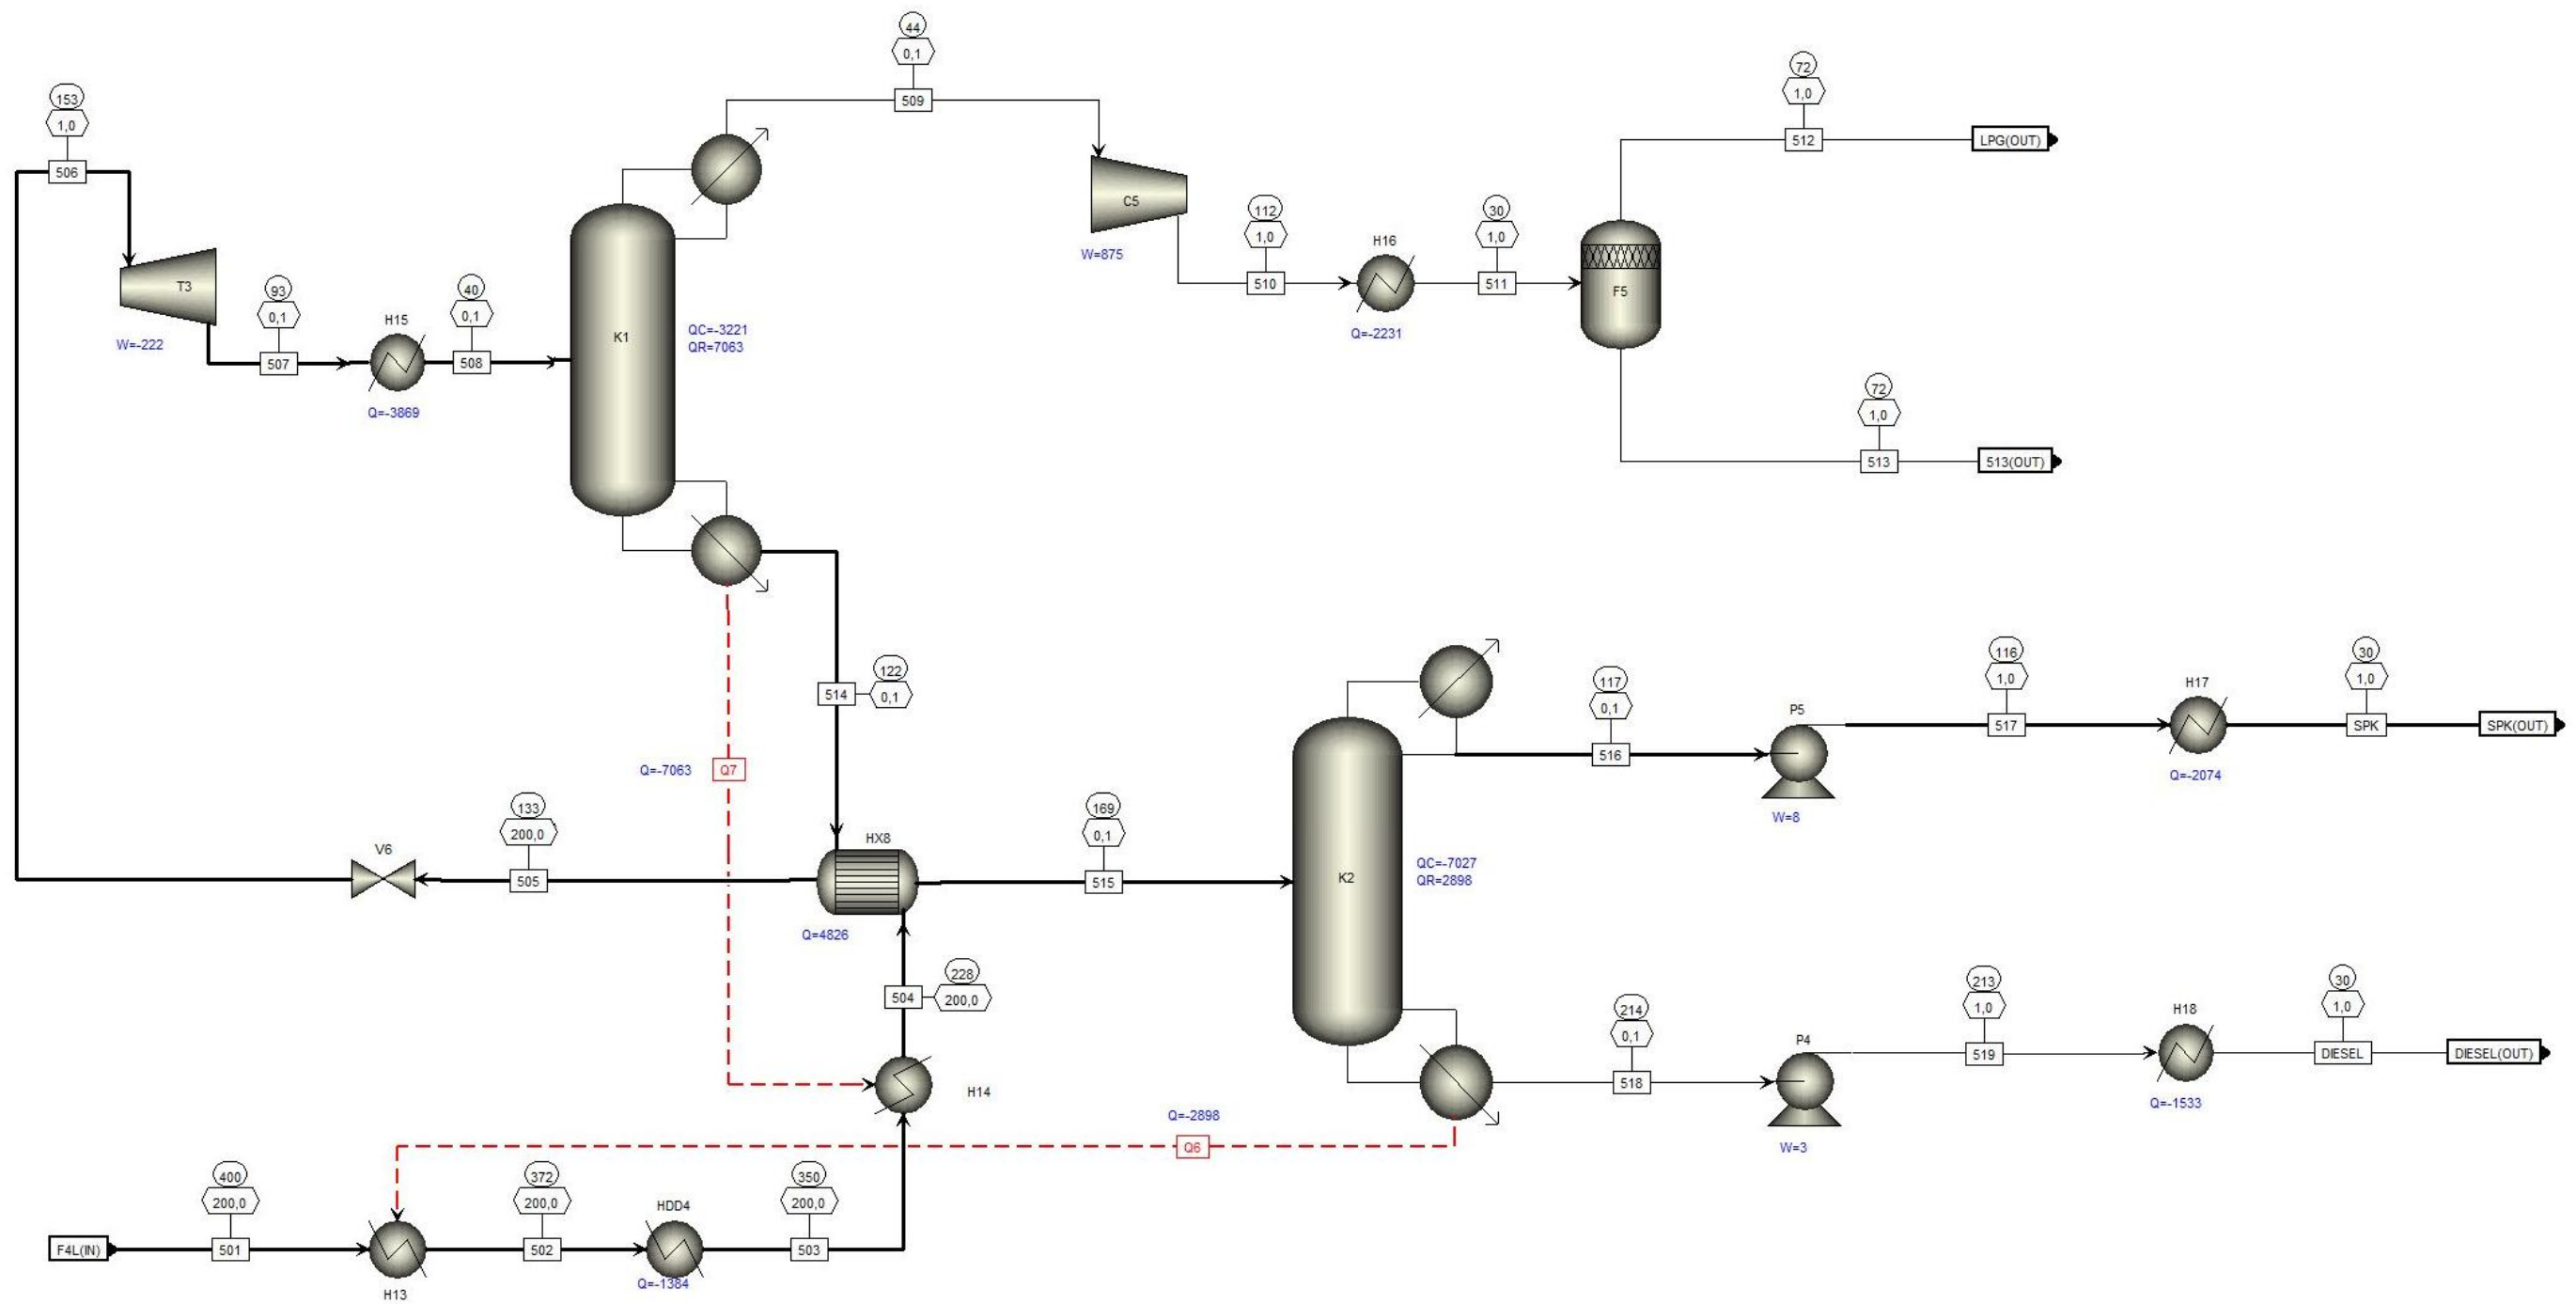 44
0,1
509
72
1,0
512
LPG(OUT)
153
1,0
506
T3
W=-222
93
0,1
507
H15
40
0,1
508
Q=-3869
K1
QC=-3221
QR=7063
C5
W=875
112
1,0
510
H16
Q=-2231
30
1,0
511
F5
72
1,0
513
513(OUT)
122
0,1
514
Q=-7063
Q7
V6
133
200,0
505
HX8
Q=4826
169
0,1
515
K2
QC=-7027
QR=2898
117
0,1
516
P5
W=8
116
1,0
517
H17
Q=-2074
30
1,0
SPK
SPK(OUT)
228
200,0
504
H14
214
0,1
518
P4
W=3
213
1,0
519
H18
Q=-1533
30
1,0
DIESEL
DIESEL(OUT)
Q=-2898
Q6
F4L(IN)
400
200,0
501
H13
372
200,0
502
HDD4
Q=-1384
350
200,0
503